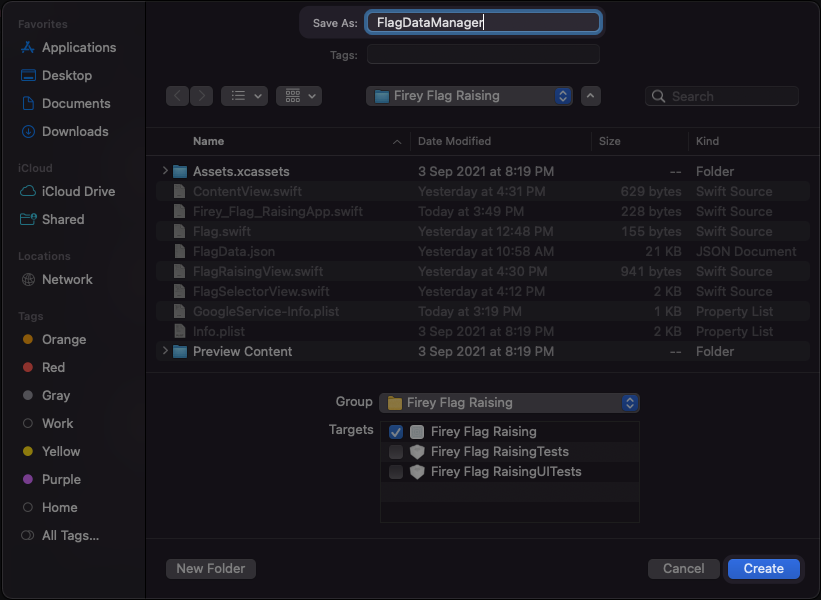 Favorites
Applications
Desktop
Documents
Downloads
iCloud
iCloud Drive
Shared
Locations
Network
Tags
Orange
Red
Gray
Work
Yellow
Purple
Home
All Tags...
Save As: FlagDataManager
Tags:
Firey Flag Raising
Search
Name Date Modified Size Kind
Assets.xcassets 3 Sep 2021 at 8:19 PM -- Folder
ContentView.swift Yesterday at 4:31 PM 629 bytes Swift Source
Firey_Flag_RaisingApp.swift Today at 3:49 PM 228 bytes Swift Source
Flag.swift Yesterday at 12:48 PM 155 bytes Swift Source
FlagData.json Yesterday at 10:58 AM 21 KB JSON Document
FlagRaisingView.swift Yesterday at 4:30 PM 941 bytes Swift Source
FlagSelectorView.swift Yesterday at 4:12 PM 2 KB Swift Source
GoogleService-Info.plist Today at 3:19 PM 1 KB Property List
Info.plist 3 Sep 2021 at 8:19 PM 2 KB Property List
Preview Content 3 Sep 2021 at 8:19 PM -- Folder
Group Firey Flag Raising
Targets Firey Flag Raising
Firey Flag RaisingTests
Firey Flag RaisingUITests
New Folder Cancel Create